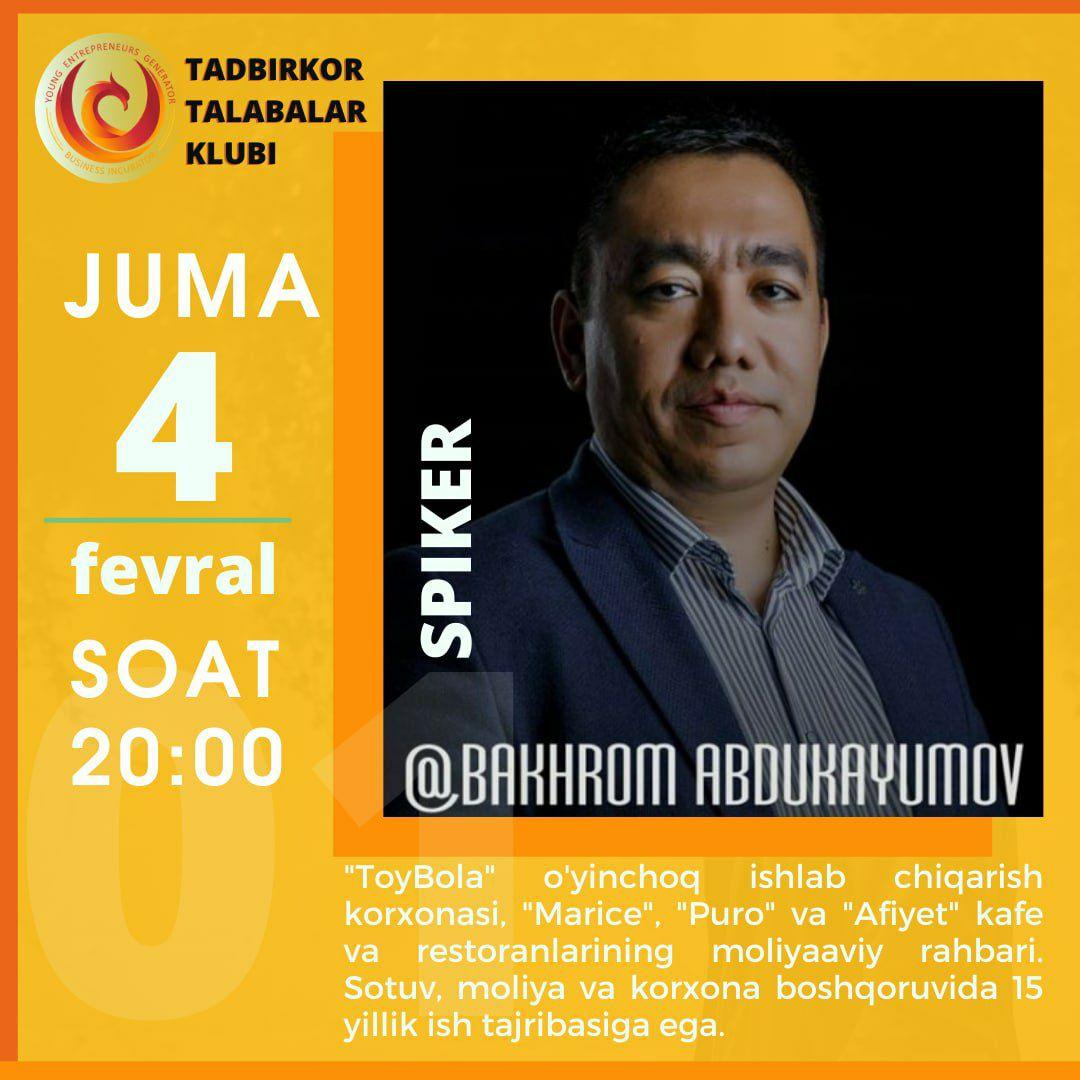 YOUNG ENTREPRENEURS GENERATOR
BUSINESS INCUBATOR
TADBIRKOR
TALABALAR
KLUBI
JUMA
4
fevral
SOAT
20:00
01
SPIKER
@BAKHROM ABDUKAYUMOV
"ToyBola" o'yinchoq ishlab chiqarish
korxonasi, "Marice", "Puro" va "Afiyet" kafe
va restoranlarining moliyaaviy rahbari.
Sotuv, moliya va korxona boshqoruvida 15
yillik ish tajribasiga ega.